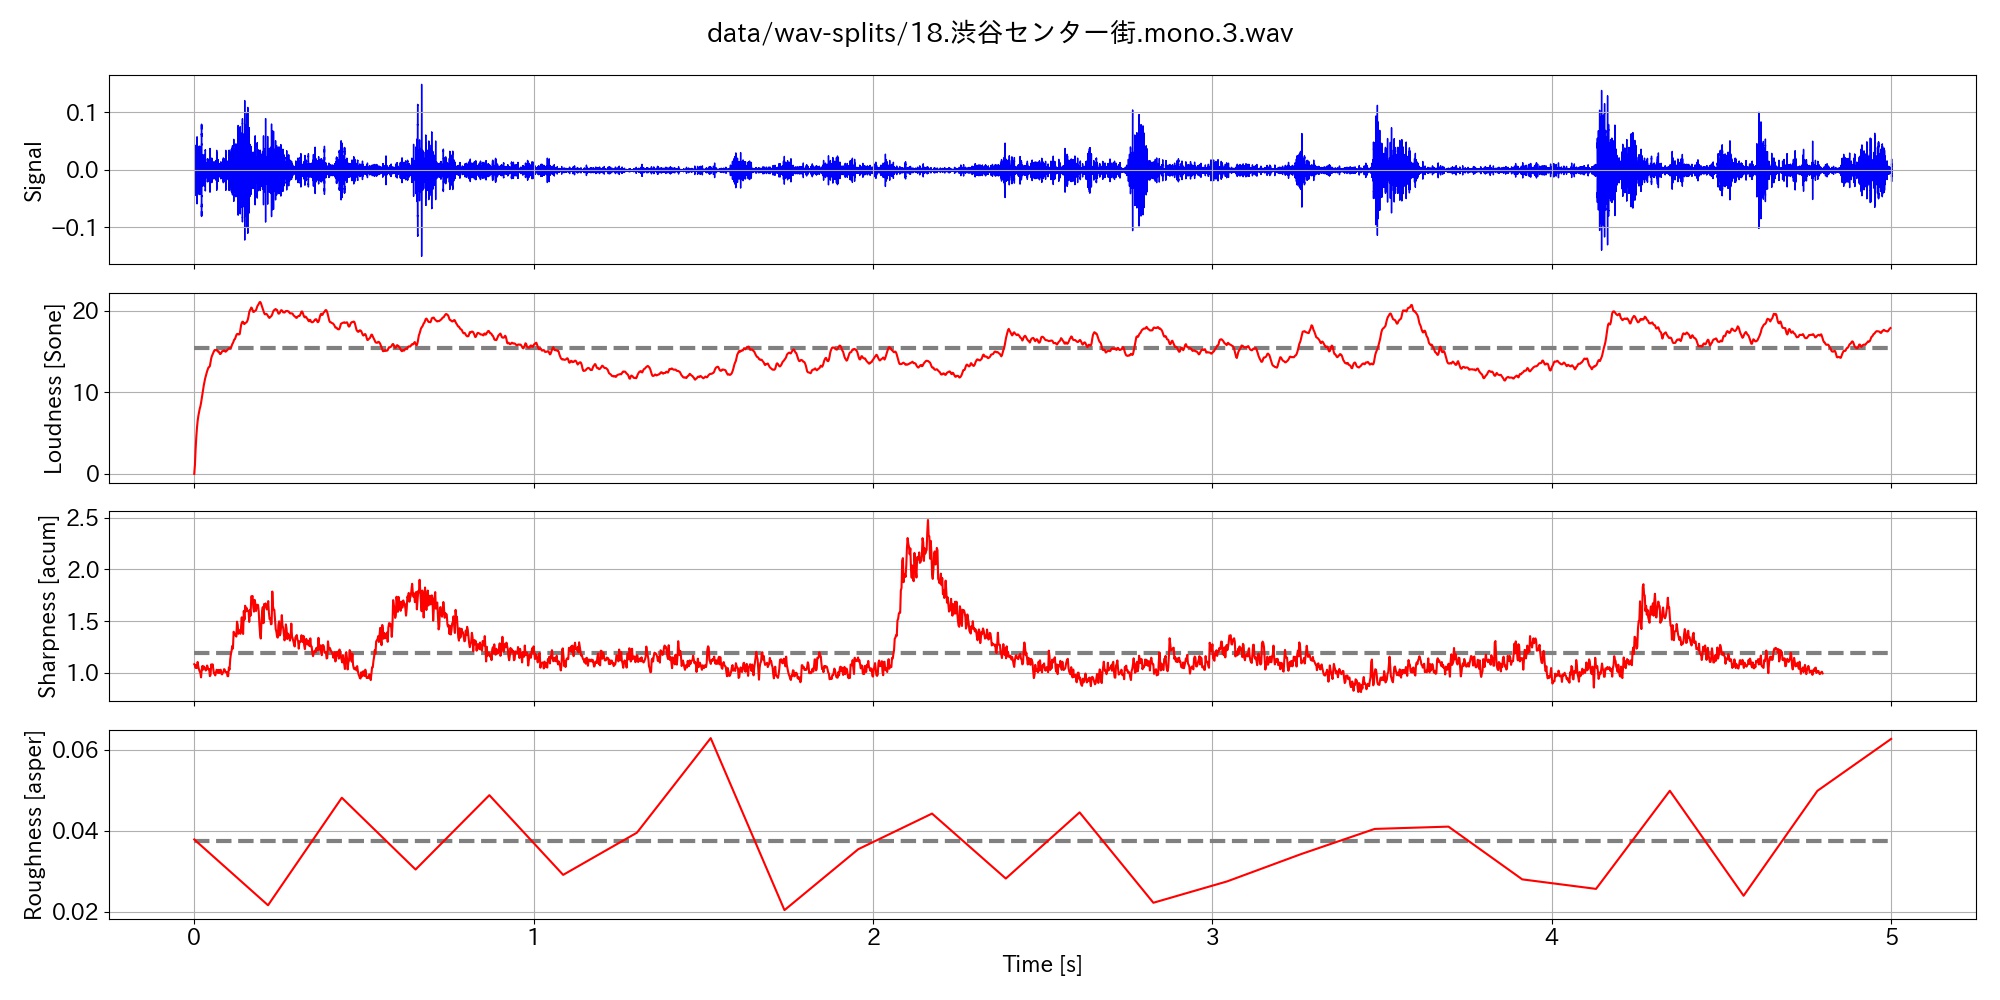 data/wav-splits/18.渋谷センター街.mono.3.wav
Signal
0.1
0.0
−0.1
Loudness [Sone]
20
10
0
Sharpness [acum]
2.5
2.0
1.5
1.0
Roughness [asper]
0.06
0.04
0.02
0 1 2 3 4 5
Time [s]